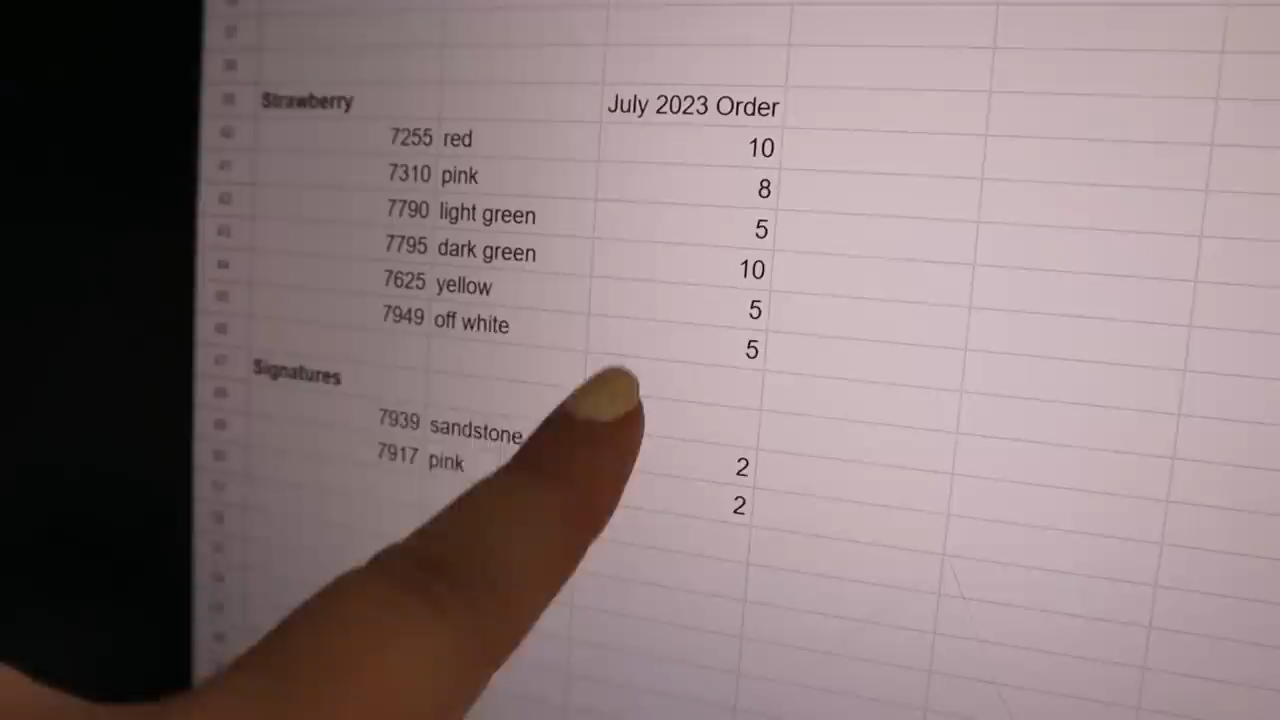 Strawberry July 2023 Order
7255 red 10
7310 pink 8
7790 light green 5
7795 dark green 10
7625 yellow 5
7949 off white 5
Signatures
7939 sandstone 2
7917 pink 2